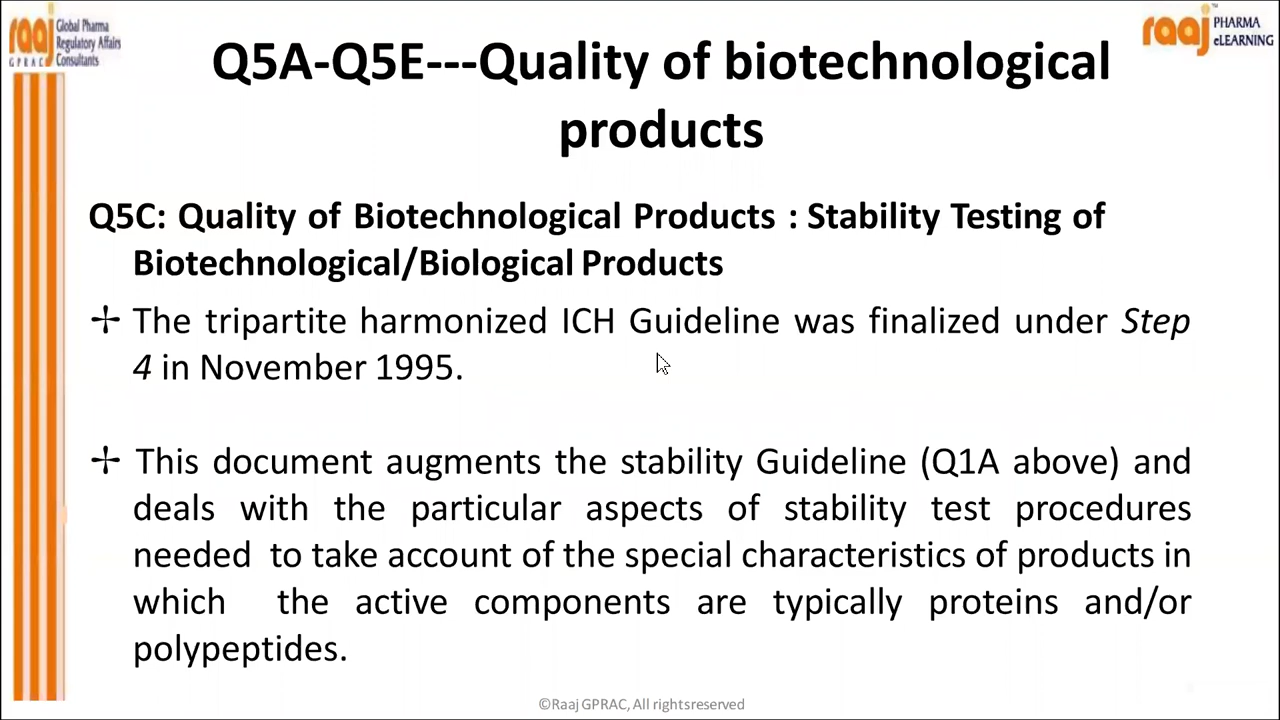 raaj
GPRAC
Global Pharma
Regulatory Affairs
Consultants
raaj
PHARMA
eLEARNING
Q5A-Q5E---Quality of biotechnological
products
Q5C: Quality of Biotechnological Products : Stability Testing of
Biotechnological/Biological Products
The tripartite harmonized ICH Guideline was finalized under Step
4 in November 1995.
This document augments the stability Guideline (Q1A above) and
deals with the particular aspects of stability test procedures
needed to take account of the special characteristics of products in
which the active components are typically proteins and/or
polypeptides.
©Raaj GPRAC, All rightsreserved